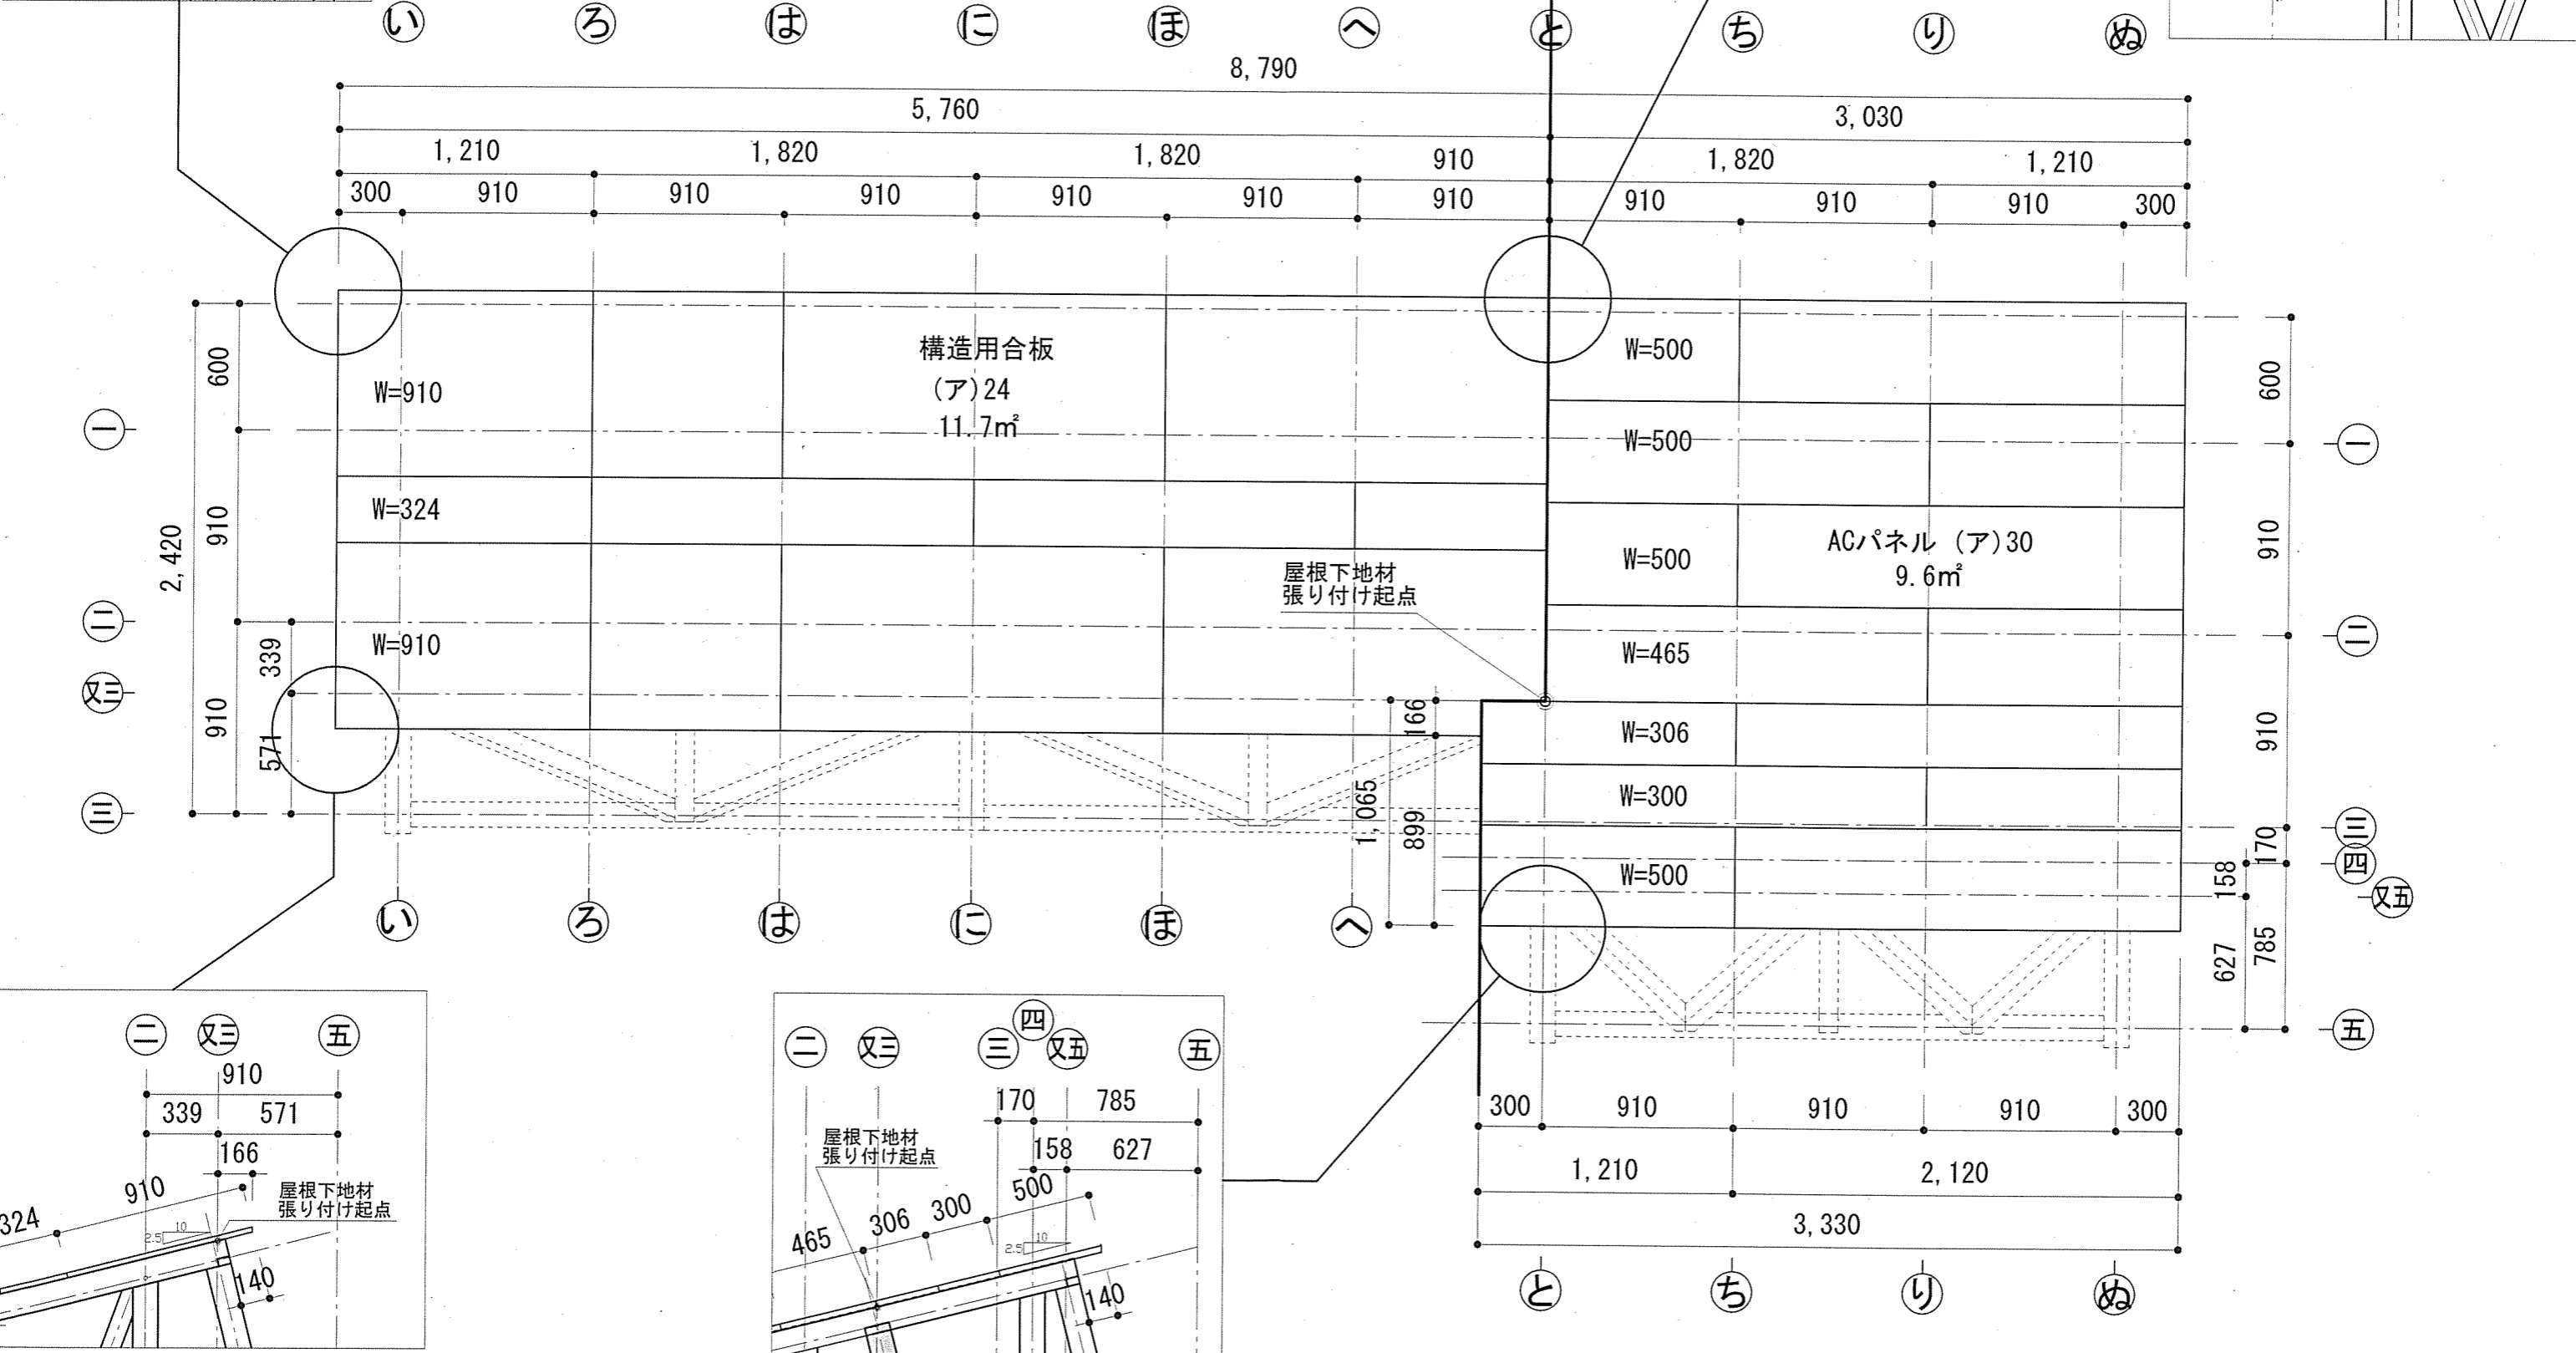 い ろ は に ほ へ と ち り ぬ
8,790
5,760 3,030
1,210 1,820 1,820 910 1,820 1,210
300 910 910 910 910 910 910 910 910 910 300
構造用合板
(ア)24
11.7㎡
W=910
W=324
W=910
屋根下地材
張り付け起点
W=500
W=500
W=500
ACパネル (ア)30
9.6㎡
W=465
W=306
W=300
W=500
一
二
又三
三
2,420
600
910
910
339
571
166
1,065
899
600
910
910
170
158
785
627
一
二
三
四
又五
五
い ろ は に ほ へ
300 910 910 910 300
1,210 2,120
3,330
と ち り ぬ
二 又三 五
910
339 571
166
910
324
屋根下地材
張り付け起点
10
2.5
140
四
二 又三 三 又五 五
170 785
158 627
屋根下地材
張り付け起点
465 306 300 500
10
2.5
140